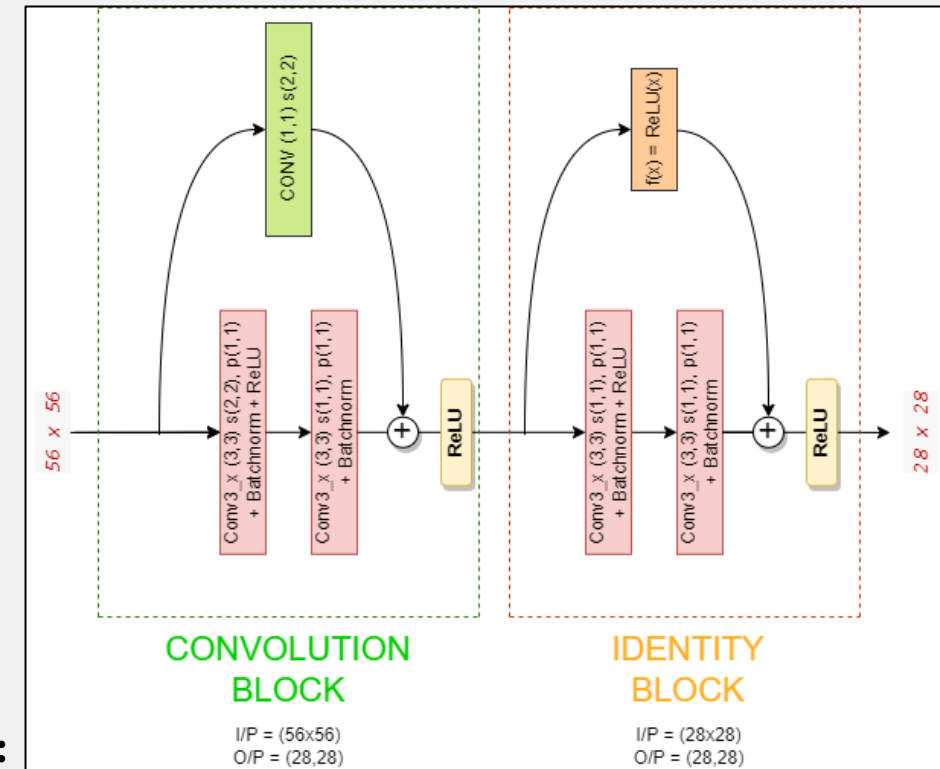 CONV (1,1) s(2,2)
f(x) = ReLU(x)
56 x 56
Conv3_x (3,3) s(2,2), p(1,1)
+ Batchnorm + ReLU
Conv3_x (3,3) s(1,1), p(1,1)
+ Batchnorm
+
ReLU
Conv3_x (3,3) s(1,1), p(1,1)
+ Batchnorm + ReLU
Conv3_x (3,3) s(1,1), p(1,1)
+ Batchnorm
+
ReLU
28 x 28
CONVOLUTION
BLOCK
I/P = (56x56)
O/P = (28,28)
IDENTITY
BLOCK
I/P = (28x28)
O/P = (28,28)
: